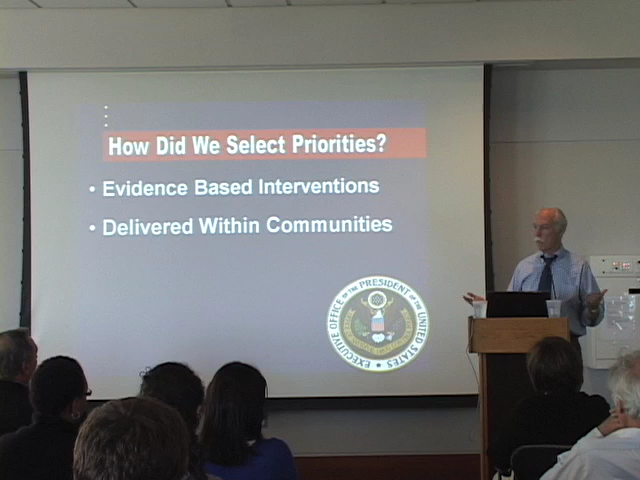 How Did We Select Priorities?
• Evidence Based Interventions
• Delivered Within Communities
EXECUTIVE OFFICE OF THE PRESIDENT OF THE UNITED STATES